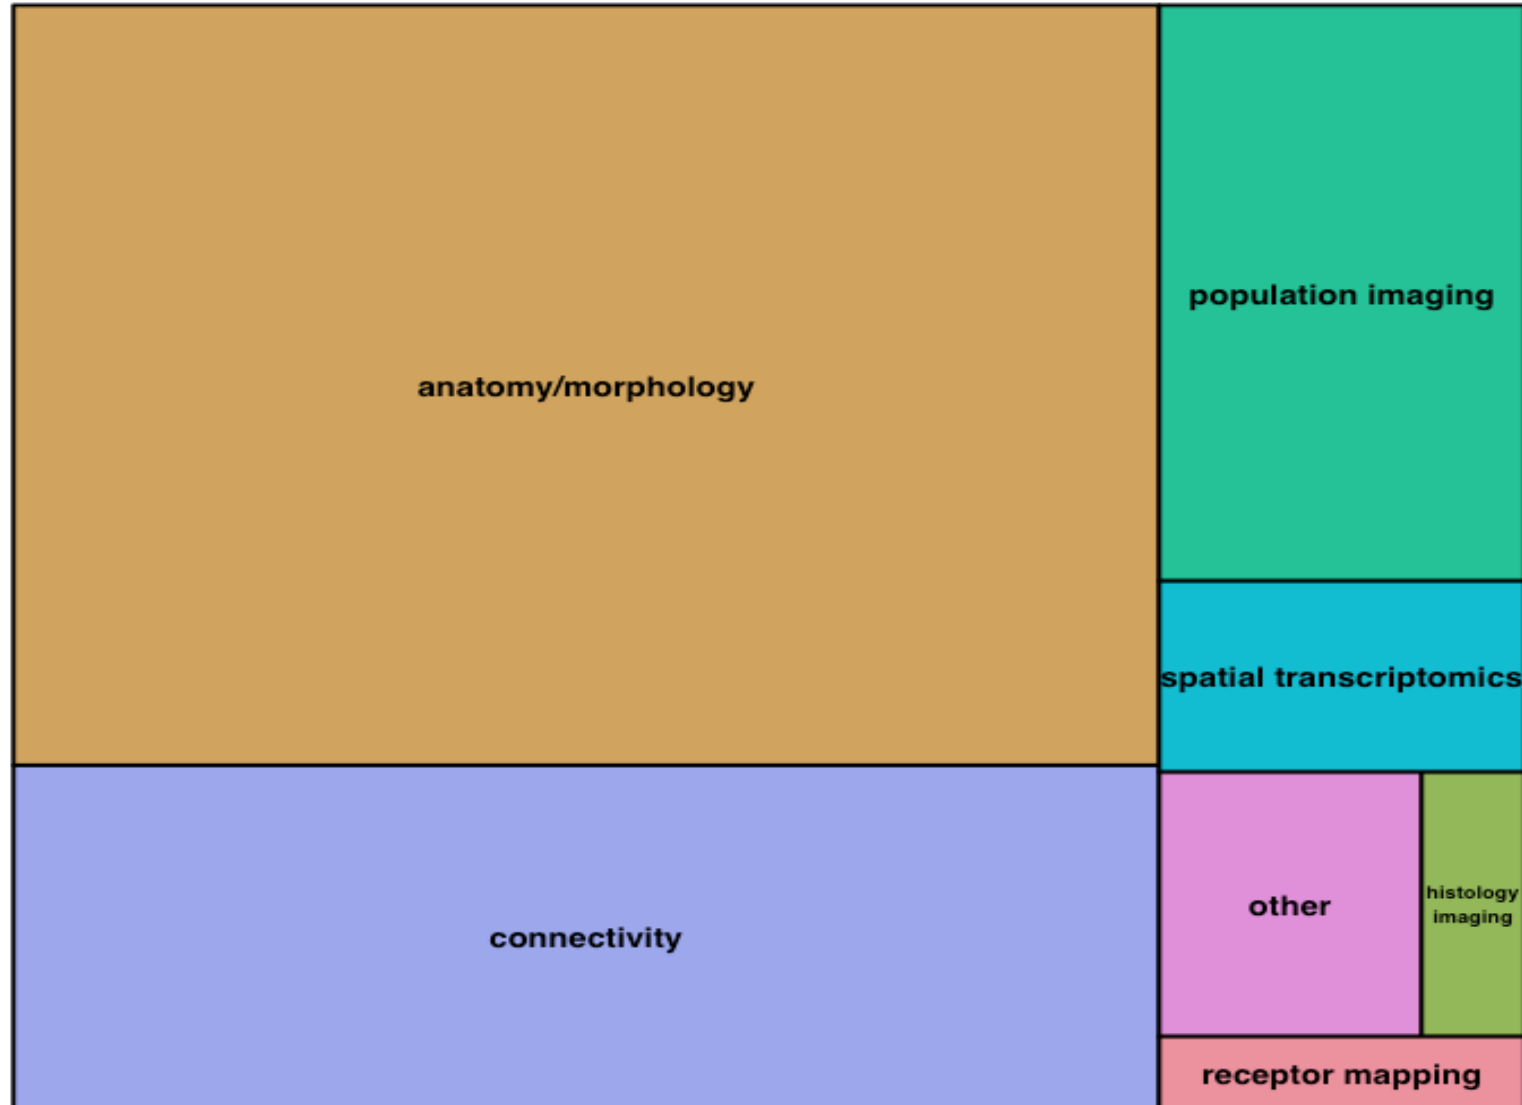 anatomy/morphology
connectivity
population imaging
spatial transcriptomics
other
histology
imaging
receptor mapping